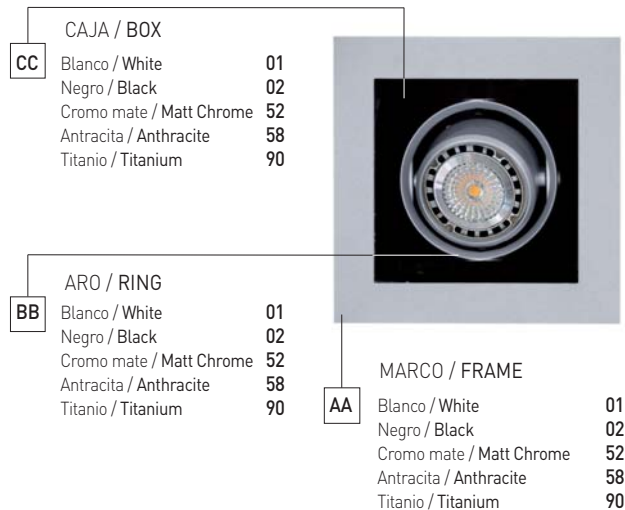 CAJA / BOX
CC
Blanco / White 01
Negro / Black 02
Cromo mate / Matt Chrome 52
Antracita / Anthracite 58
Titanio / Titanium 90
ARO / RING
BB
Blanco / White 01
Negro / Black 02
Cromo mate / Matt Chrome 52
Antracita / Anthracite 58
Titanio / Titanium 90
MARCO / FRAME
AA
Blanco / White 01
Negro / Black 02
Cromo mate / Matt Chrome 52
Antracita / Anthracite 58
Titanio / Titanium 90